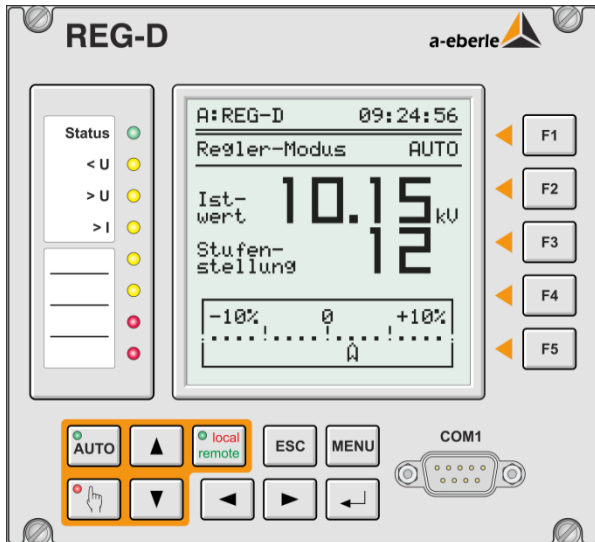 REG-D
a-eberle
Status
< U
> U
> I
A:REG-D 09:24:56
Regler-Modus AUTO
Ist-
wert 10.15 kV
Stufen-
stellung 12
-10% 0 +10%
F1
F2
F3
F4
F5
AUTO
local
remote
ESC
MENU
COM1